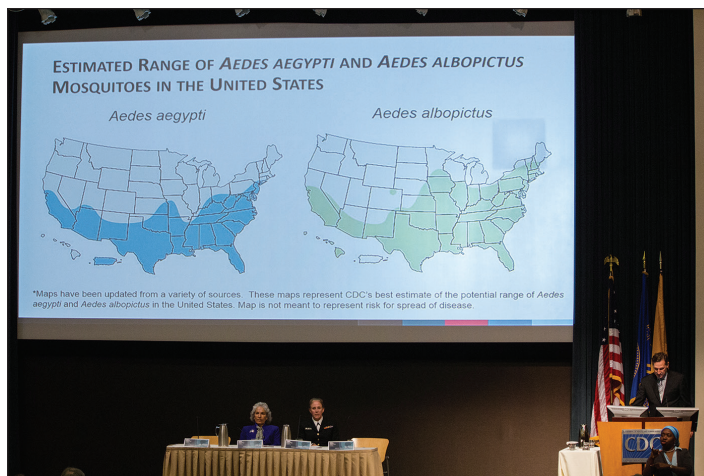 ESTIMATED RANGE OF AEDES AEGYPTI AND AEDES ALBOPICTUS
MOSQUITOES IN THE UNITED STATES
Aedes aegypti
Aedes albopictus
*Maps have been updated from a variety of sources. These maps represent CDC's best estimate of the potential range of Aedes
aegypti and Aedes albopictus in the United States. Map is not meant to represent risk for spread of disease.
CDC